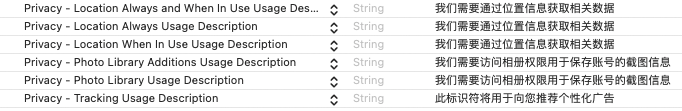 Privacy - Location Always and When In Use Usage Des... String 我们需要通过位置信息获取相关数据
Privacy - Location Always Usage Description String 我们需要通过位置信息获取相关数据
Privacy - Location When In Use Usage Description String 我们需要通过位置信息获取相关数据
Privacy - Photo Library Additions Usage Description String 我们需要访问相册权限用于保存账号的截图信息
Privacy - Photo Library Usage Description String 我们需要访问相册权限用于保存账号的截图信息
Privacy - Tracking Usage Description String 此标识符将用于向您推荐个性化广告